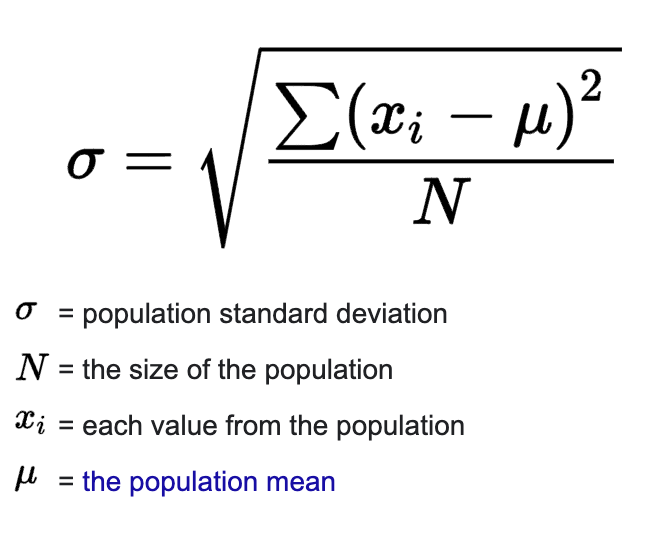 σ = √(∑(xᵢ − μ)² / N)
σ = population standard deviation
N = the size of the population
xᵢ = each value from the population
μ = the population mean